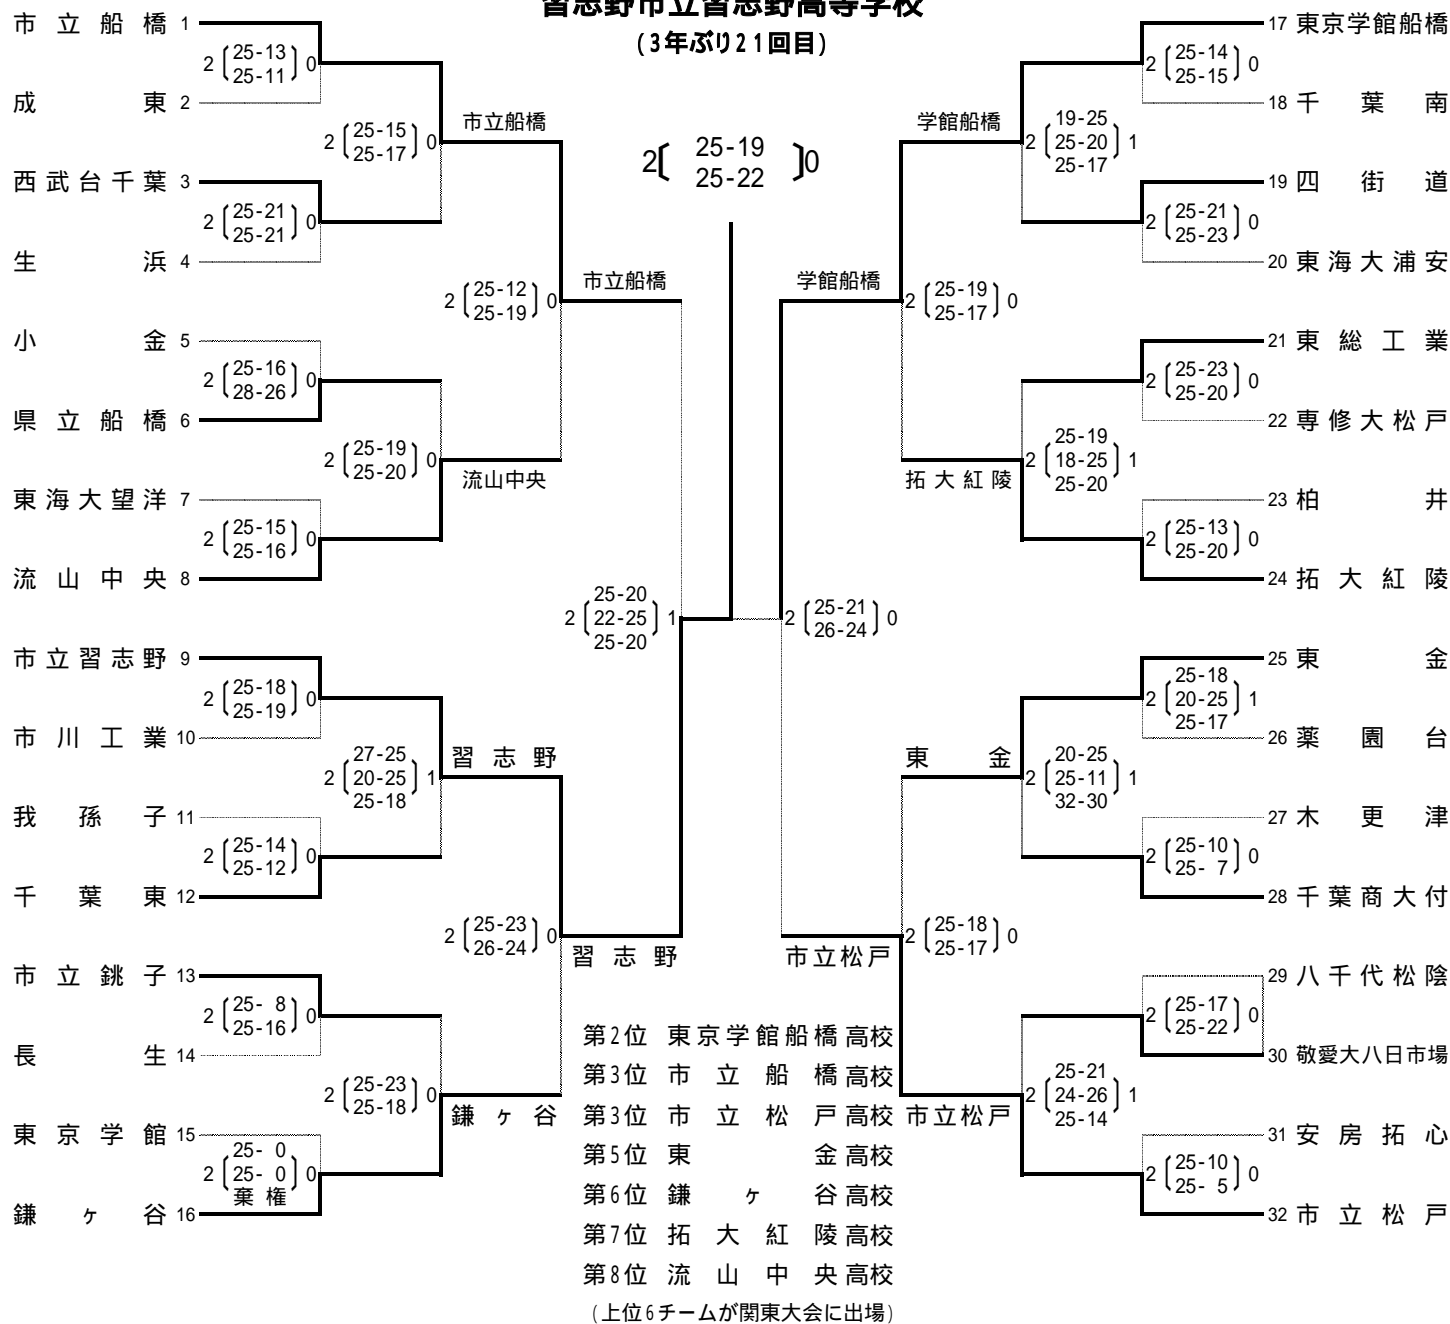 習志野市立習志野高等学校
(3年ぶり21回目)
2 25-19 25-22 0
市立船橋 1
2 25-13 25-11 0
成東 2
2 25-15 25-17 0
市立船橋
西武台千葉 3
2 25-21 25-21 0
生浜 4
2 25-12 25-19 0
市立船橋
小金 5
2 25-16 28-26 0
県立船橋 6
2 25-19 25-20 0
流山中央
東海大望洋 7
2 25-15 25-16 0
流山中央 8
2 25-20 22-25 25-20 1
市立習志野 9
2 25-18 25-19 0
市川工業 10
2 27-25 20-25 25-18 1
習志野
我孫子 11
2 25-14 25-12 0
千葉東 12
2 25-23 26-24 0
習志野
市立銚子 13
2 25-8 25-16 0
長生 14
2 25-23 25-18 0
鎌ヶ谷
東京学館 15
2 25-0 25-0 0
棄権
鎌ヶ谷 16
17 東京学館船橋
2 25-14 25-15 0
18 千葉南
学館船橋
2 19-25 25-20 25-17 1
19 四街道
2 25-21 25-23 0
20 東海大浦安
学館船橋
2 25-19 25-17 0
21 東総工業
2 25-23 25-20 0
22 専修大松戸
拓大紅陵
2 25-19 18-25 25-20 1
23 柏井
2 25-13 25-20 0
24 拓大紅陵
2 25-21 26-24 0
25 東金
2 25-18 20-25 25-17 1
26 薬園台
東金
2 20-25 25-11 32-30 1
27 木更津
2 25-10 25-7 0
28 千葉商大付
市立松戸
2 25-18 25-17 0
29 八千代松陰
2 25-17 25-22 0
30 敬愛大八日市場
市立松戸
2 25-21 24-26 25-14 1
31 安房拓心
2 25-10 25-5 0
32 市立松戸
第2位 東京学館船橋高校
第3位 市立船橋高校
第3位 市立松戸高校
第5位 東金高校
第6位 鎌ヶ谷高校
第7位 拓大紅陵高校
第8位 流山中央高校
(上位6チームが関東大会に出場)